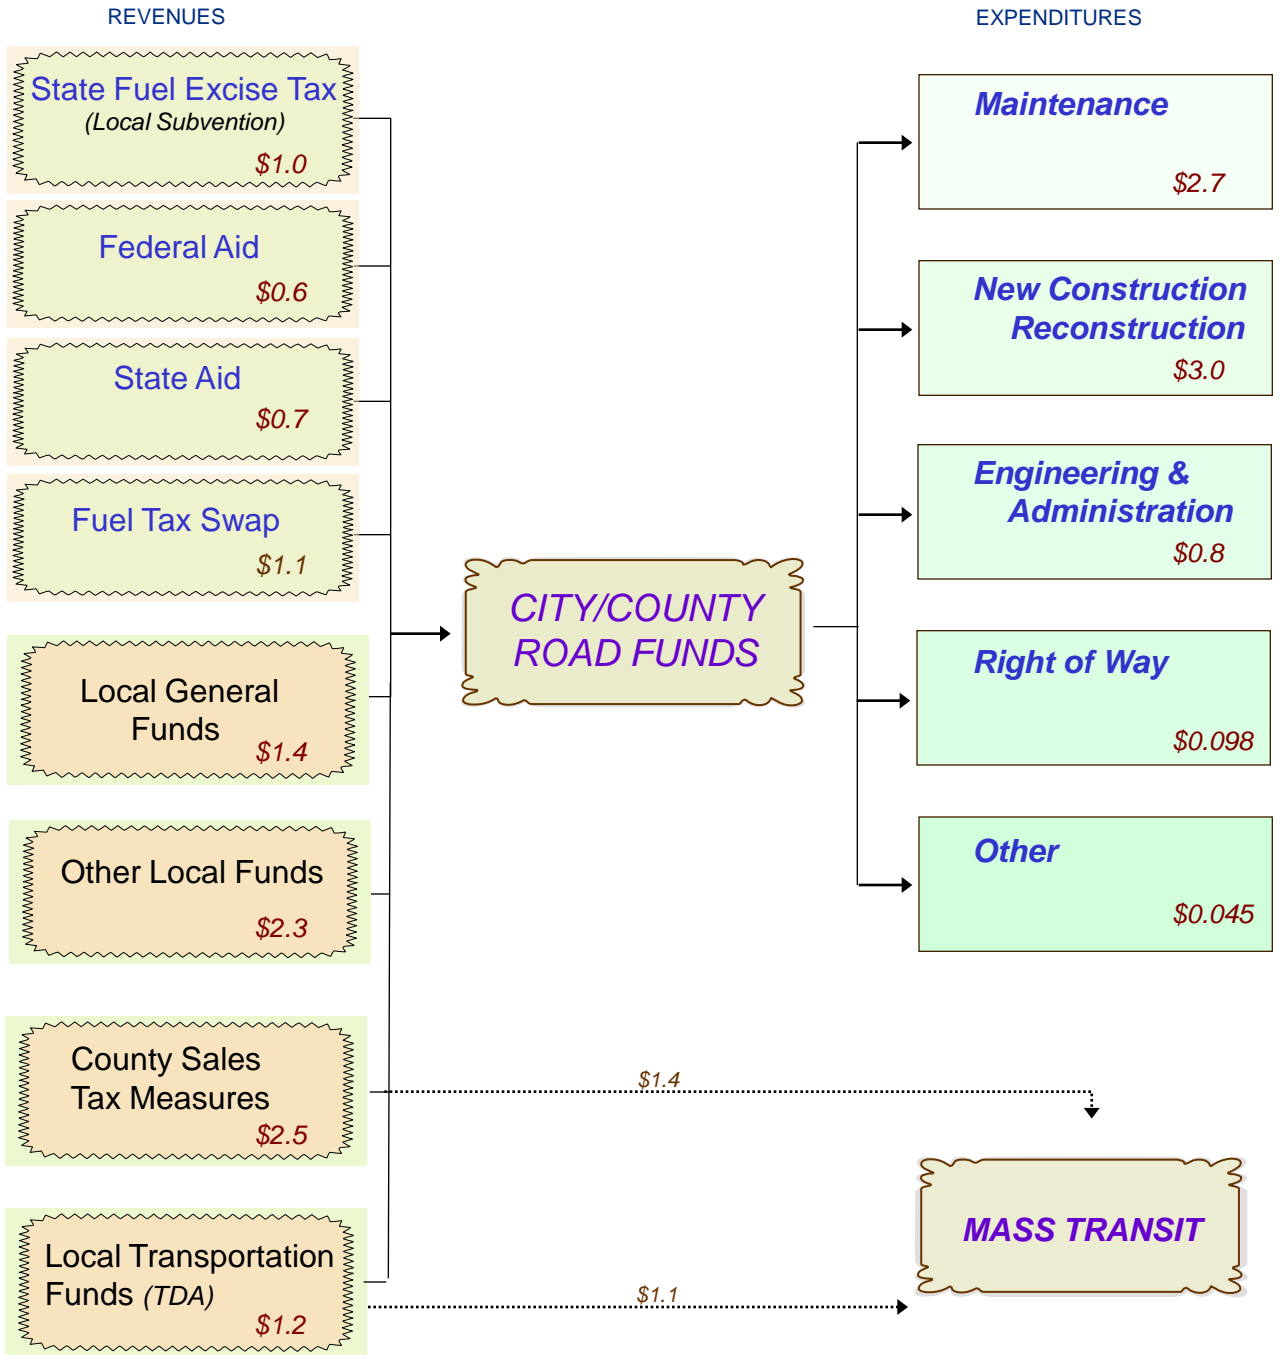 REVENUES
EXPENDITURES
State Fuel Excise Tax
(Local Subvention)
$1.0
Federal Aid
$0.6
State Aid
$0.7
Fuel Tax Swap
$1.1
Local General
Funds
$1.4
Other Local Funds
$2.3
County Sales
Tax Measures
$2.5
Local Transportation
Funds (TDA)
$1.2
CITY/COUNTY
ROAD FUNDS
$1.4
$1.1
Maintenance
$2.7
New Construction
Reconstruction
$3.0
Engineering &
Administration
$0.8
Right of Way
$0.098
Other
$0.045
MASS TRANSIT